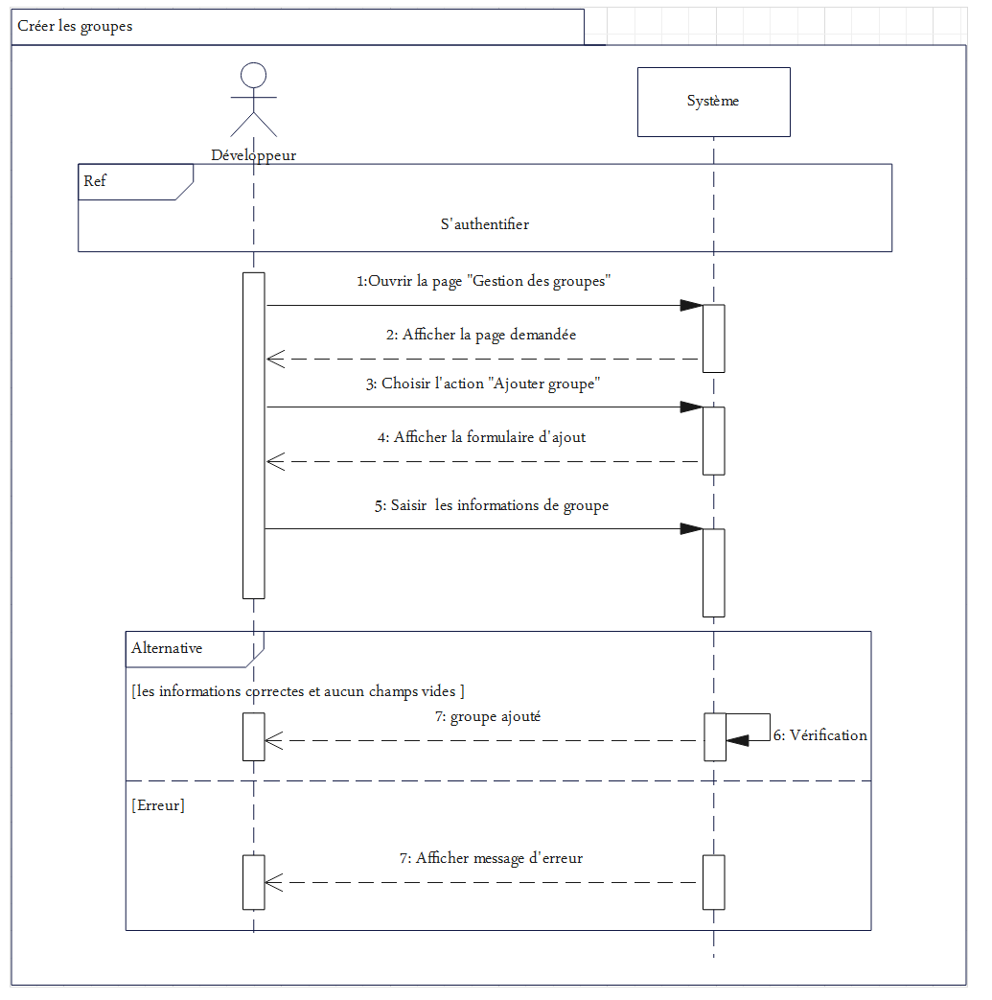 Créer les groupes
Système
Développeur
Ref
S'authentifier
1:Ouvrir la page "Gestion des groupes"
2: Afficher la page demandée
3: Choisir l'action "Ajouter groupe"
4: Afficher la formulaire d'ajout
5: Saisir les informations de groupe
Alternative
[les informations correctes et aucun champs vides ]
7: groupe ajouté
6: Vérification
[Erreur]
7: Afficher message d'erreur